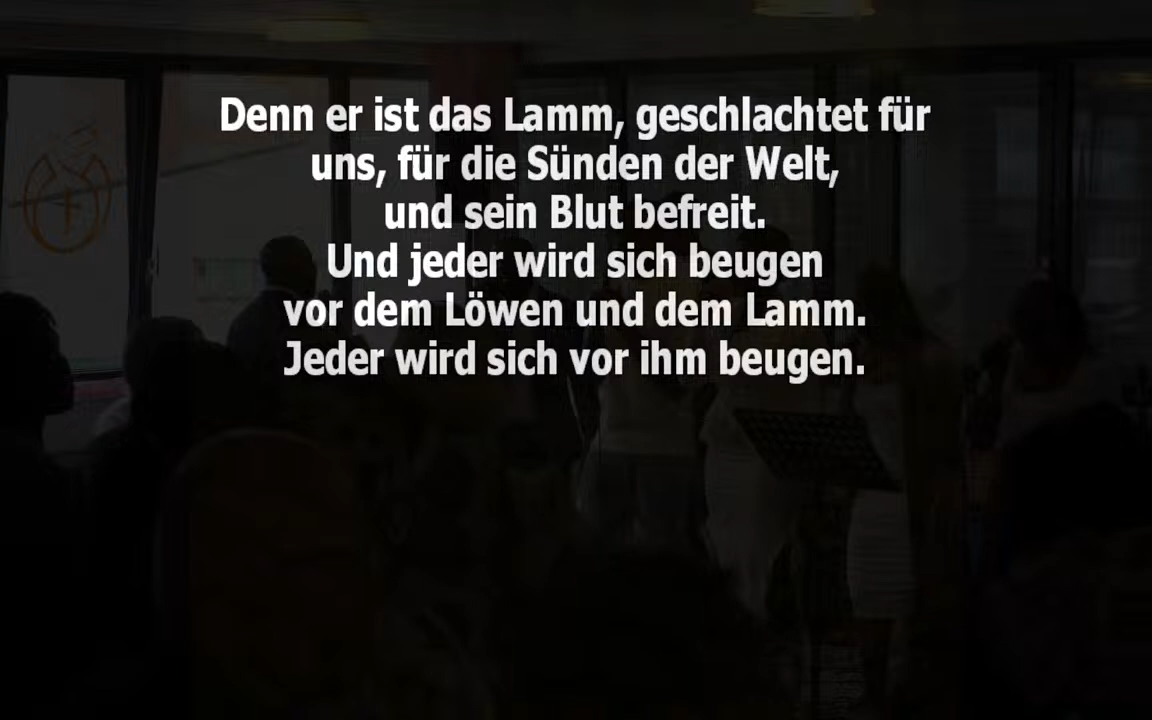 Denn er ist das Lamm, geschlachtet für
uns, für die Sünden der Welt,
und sein Blut befreit.
Und jeder wird sich beugen
vor dem Löwen und dem Lamm.
Jeder wird sich vor ihm beugen.